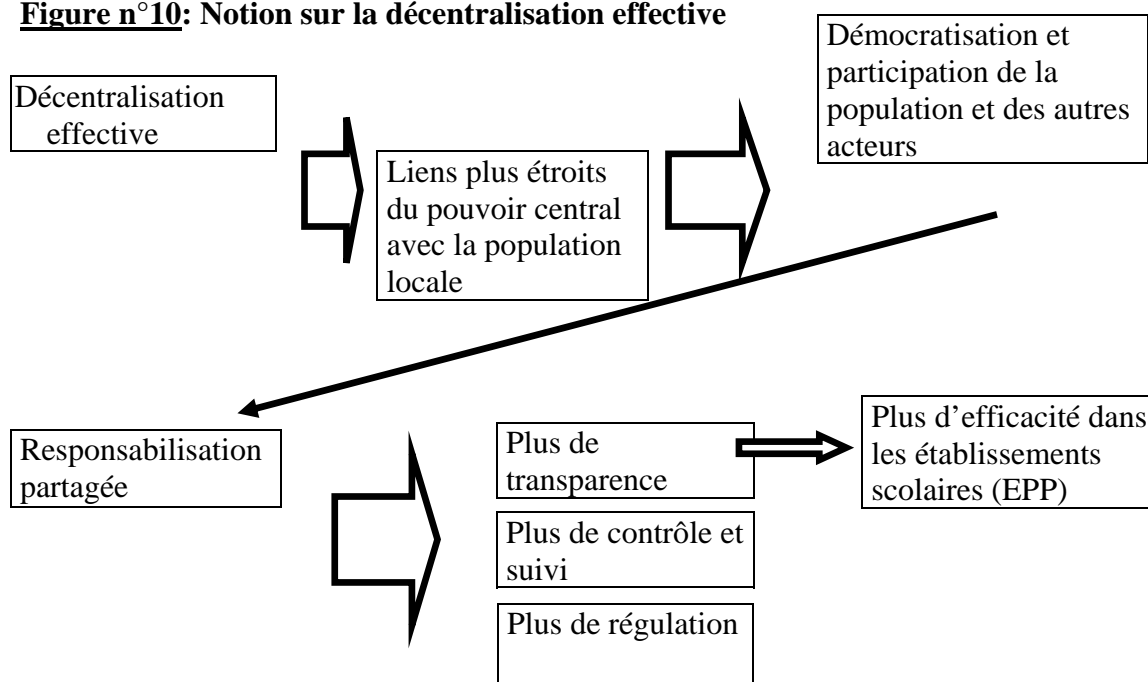 Figure n°10: Notion sur la décentralisation effective
Décentralisation
effective
Liens plus étroits
du pouvoir central
avec la population
locale
Démocratisation et
participation de la
population et des autres
acteurs
Responsabilisation
partagée
Plus de
transparence
Plus de contrôle et
suivi
Plus de régulation
Plus d’efficacité dans
les établissements
scolaires (EPP)